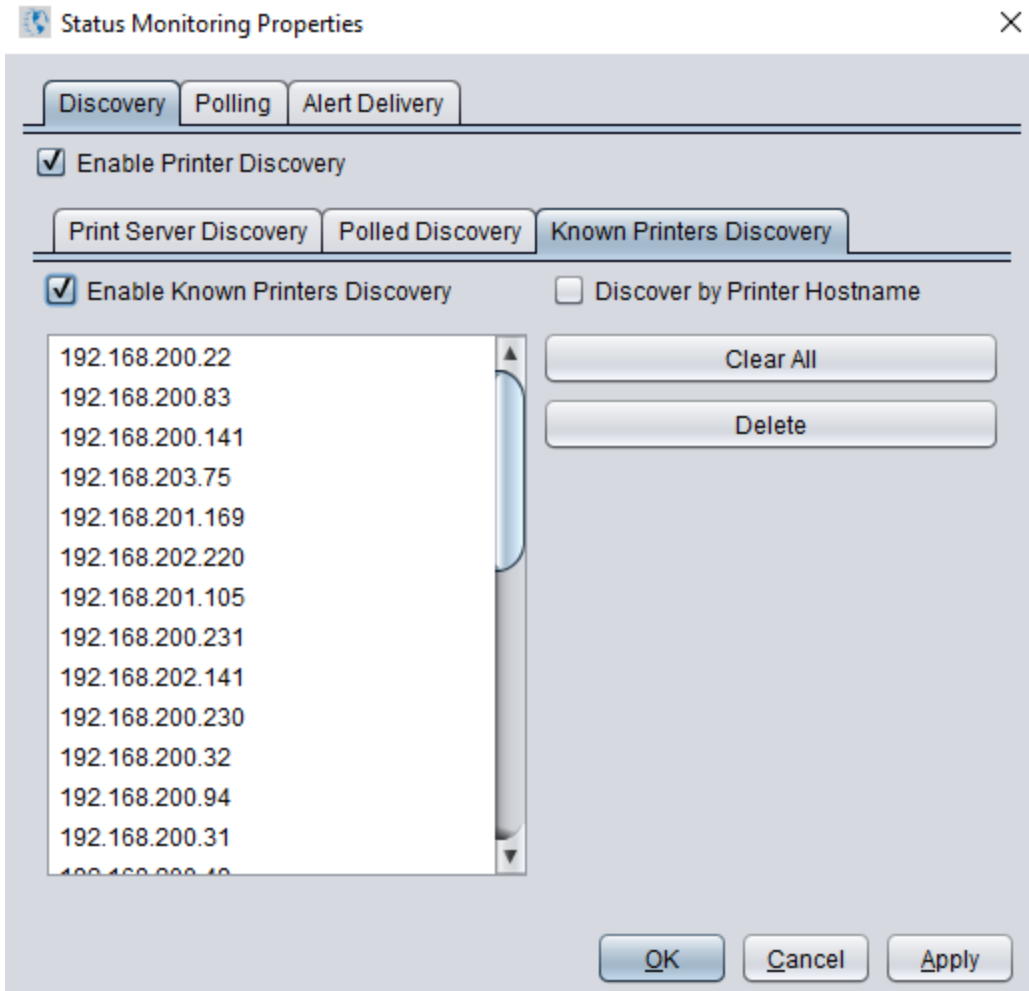 Status Monitoring Properties
Discovery Polling Alert Delivery
Enable Printer Discovery
Print Server Discovery Polled Discovery Known Printers Discovery
Enable Known Printers Discovery Discover by Printer Hostname
192.168.200.22
Clear All
192.168.200.83
192.168.200.141
Delete
192.168.203.75
192.168.201.169
192.168.202.220
192.168.201.105
192.168.200.231
192.168.202.141
192.168.200.230
192.168.200.32
192.168.200.94
192.168.200.31
OK Cancel Apply